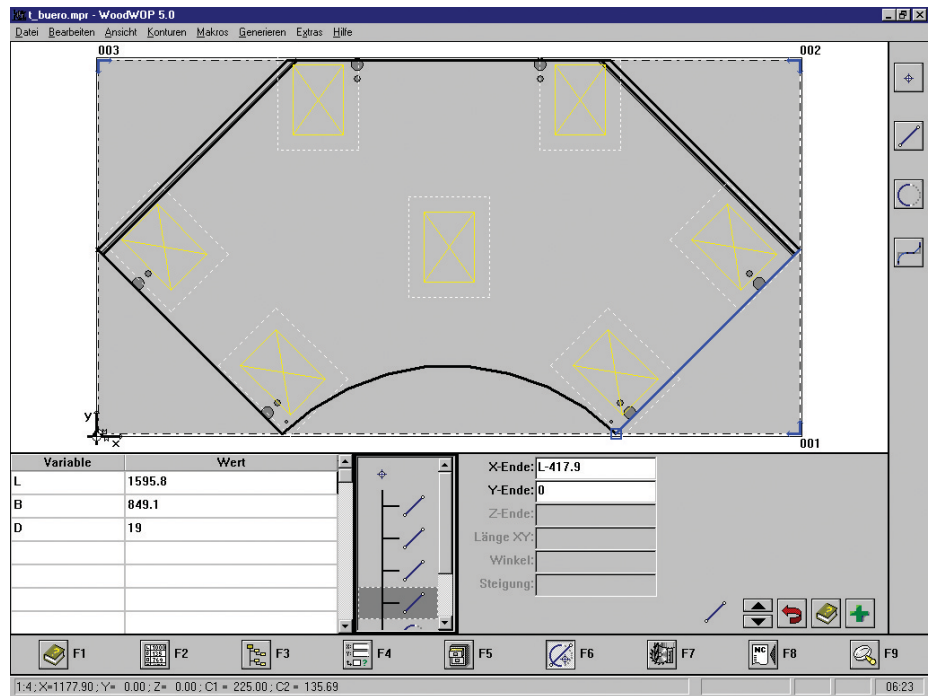 t_buero.mpr - WoodWOP 5.0
Datei Bearbeiten Ansicht Konturen Makros Generieren Extras Hilfe
003 002
y
x
001
Variable Wert
L 1595.8
B 849.1
D 19
X-Ende: L-417.9
Y-Ende: 0
Z-Ende:
Länge XY:
Winkel:
Steigung:
F1 F2 F3 F4 F5 F6 F7 NC F8 F9
1:4; X=1177.90; Y= 0.00; Z= 0.00; C1 = 225.00; C2 = 135.69 06:23